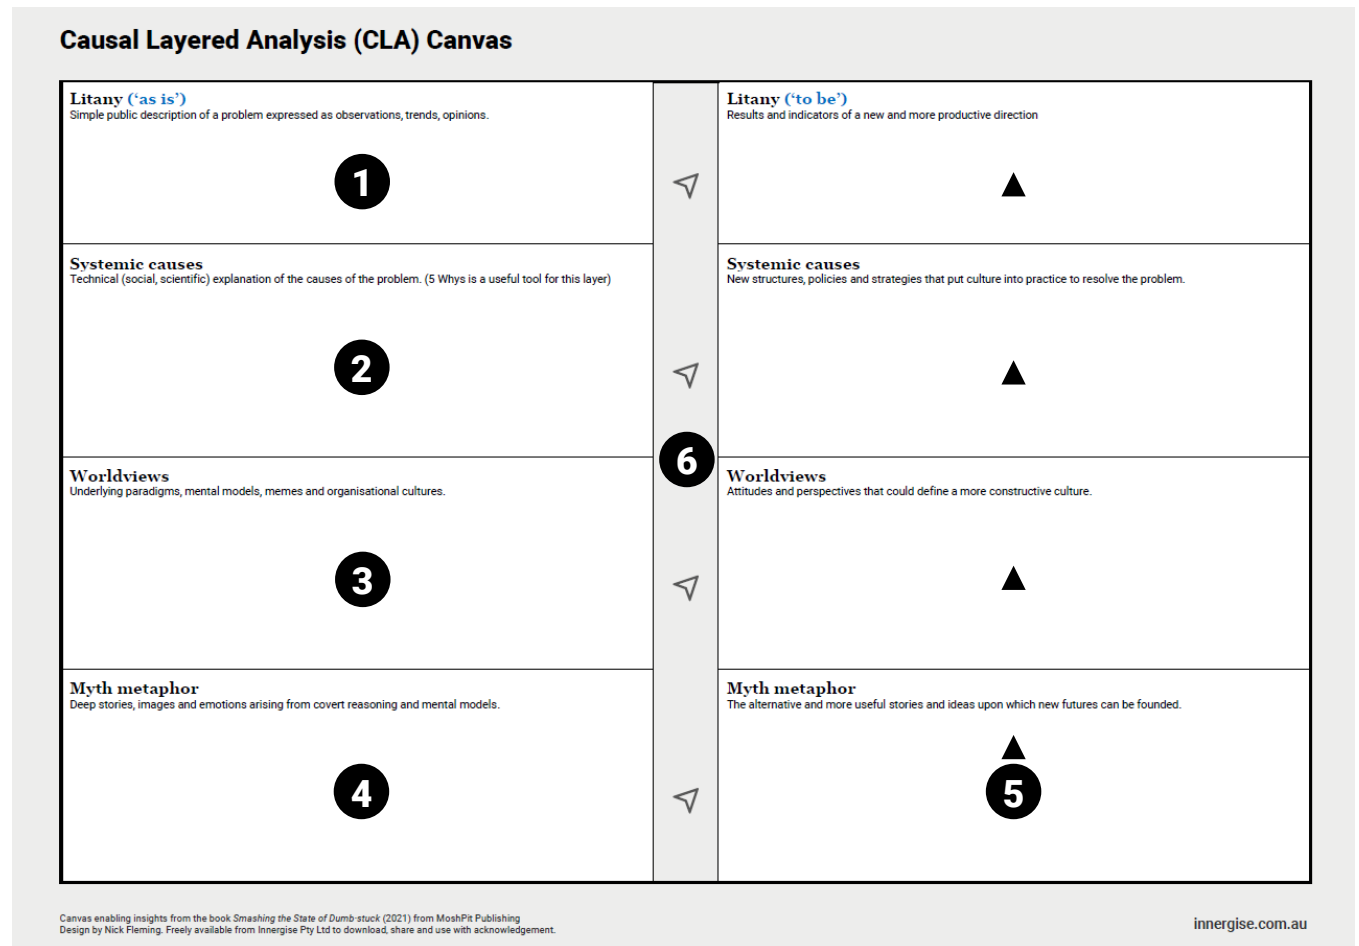 Causal Layered Analysis (CLA) Canvas
Litany (‘as is’)
Simple public description of a problem expressed as observations, trends, opinions.
1
Systemic causes
Technical (social, scientific) explanation of the causes of the problem. (5 Whys is a useful tool for this layer)
2
Worldviews
Underlying paradigms, mental models, memes and organisational cultures.
3
Myth metaphor
Deep stories, images and emotions arising from covert reasoning and mental models.
4
6
Litany (‘to be’)
Results and indicators of a new and more productive direction
Systemic causes
New structures, policies and strategies that put culture into practice to resolve the problem.
Worldviews
Attitudes and perspectives that could define a more constructive culture.
Myth metaphor
The alternative and more useful stories and ideas upon which new futures can be founded.
5
Canvas enabling insights from the book Smashing the State of Dumb-stuck (2021) from MoshPit Publishing
Design by Nick Fleming. Freely available from Innergise Pty Ltd to download, share and use with acknowledgement.
innergise.com.au